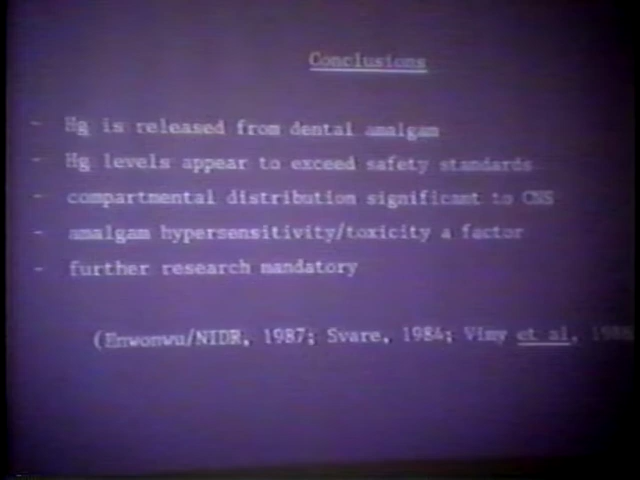 Conclusions
- Hg is released from dental amalgam
- Hg levels appear to exceed safety standards
- compartmental distribution significant to CNS
- amalgam hypersensitivity/toxicity a factor
- further research mandatory
(Enwonwu/NIDR, 1987; Svare, 1984; Vimy et al,